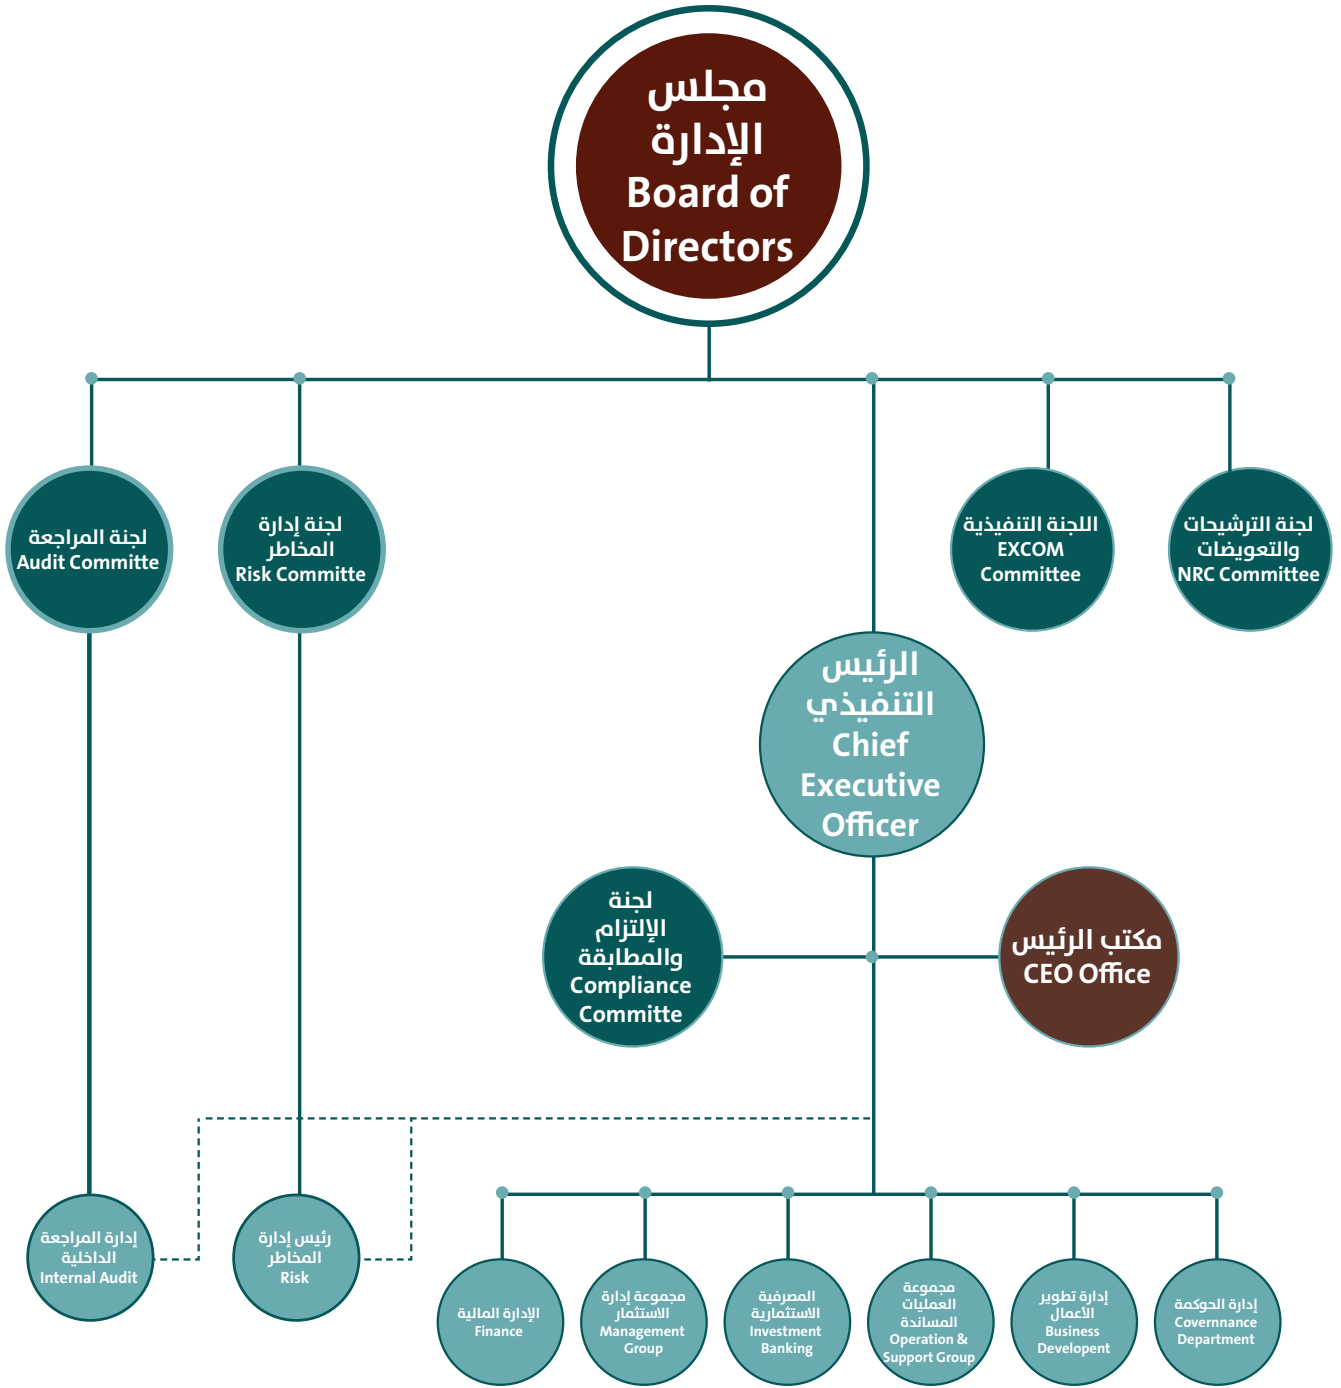 مجلس
الإدارة
Board of
Directors
لجنة المراجعة
Audit Committe
لجنة إدارة
المخاطر
Risk Committe
اللجنة التنفيذية
EXCOM
Committee
لجنة الترشيحات
والتعويضات
NRC Committee
الرئيس
التنفيذي
Chief
Executive
Officer
لجنة
الإلتزام
والمطابقة
Compliance
Committe
مكتب الرئيس
CEO Office
إدارة المراجعة
الداخلية
Internal Audit
رئيس إدارة
المخاطر
Risk
الإدارة المالية
Finance
مجموعة إدارة
الاستثمار
Management
Group
المصرفية
الاستثمارية
Investment
Banking
مجموعة
العمليات
المساندة
Operation &
Support Group
إدارة تطوير
الأعمال
Business
Developent
إدارة الحوكمة
Covernnance
Department